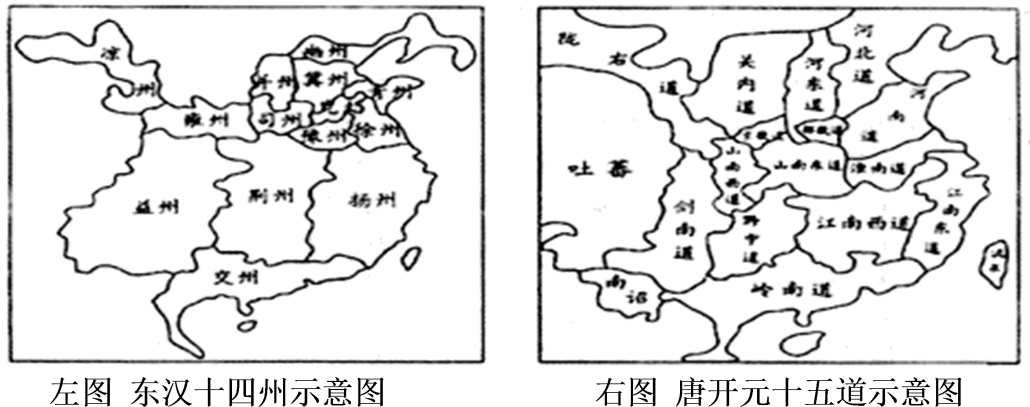 凉州
并州
冀州
青州
雍州
司州
豫州
徐州
益州
荆州
扬州
交州
左图 东汉十四州示意图
陇右道
关内道
河东道
河北道
河南道
京畿道
都畿道
吐蕃
山南西道
山南东道
淮南道
剑南道
黔中道
江南西道
江南东道
南诏
岭南道
右图 唐开元十五道示意图